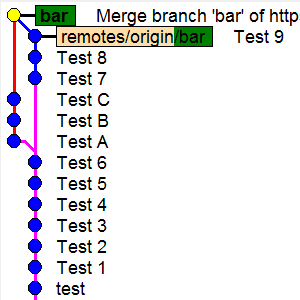 bar Merge branch 'bar' of http
remotes/origin/bar Test 9
Test 8
Test 7
Test C
Test B
Test A
Test 6
Test 5
Test 4
Test 3
Test 2
Test 1
test